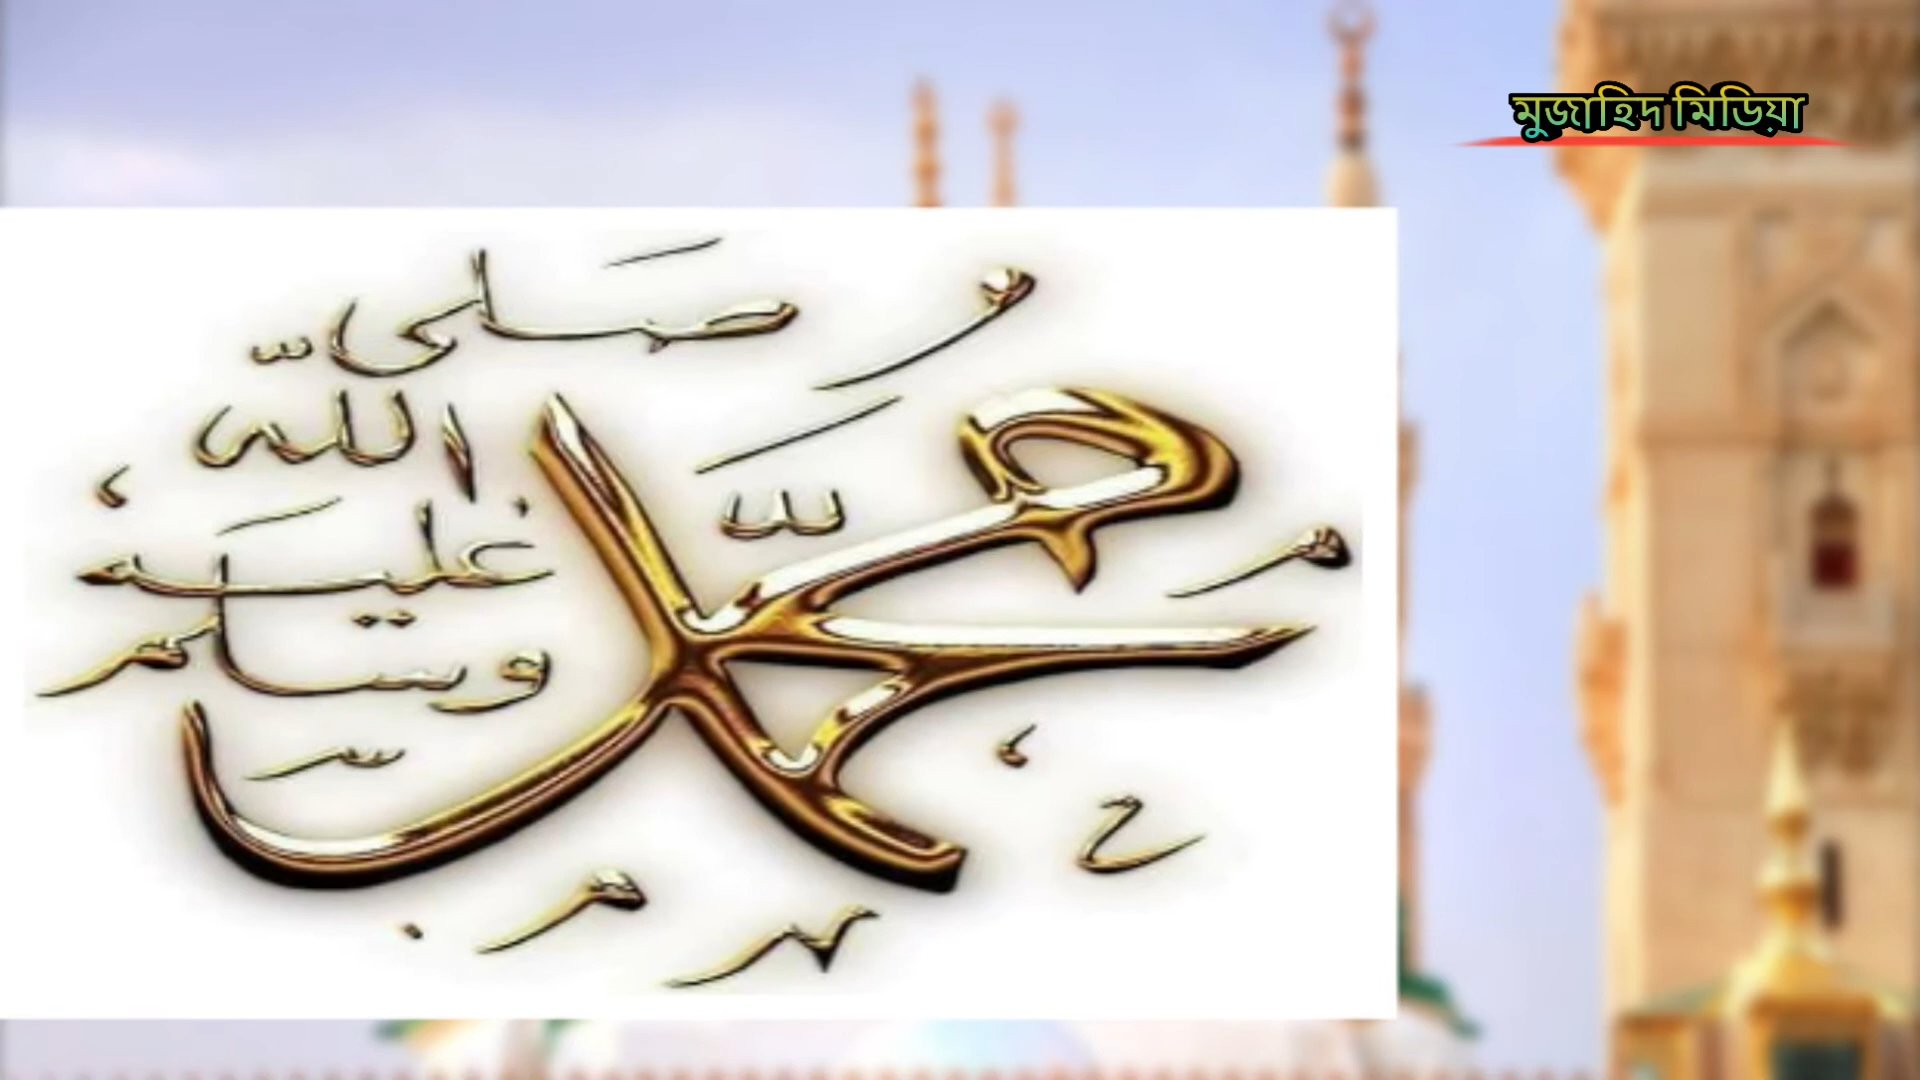 মুজাহিদ মিডিয়া
محمد
صلى
الله
عليه
وسلم